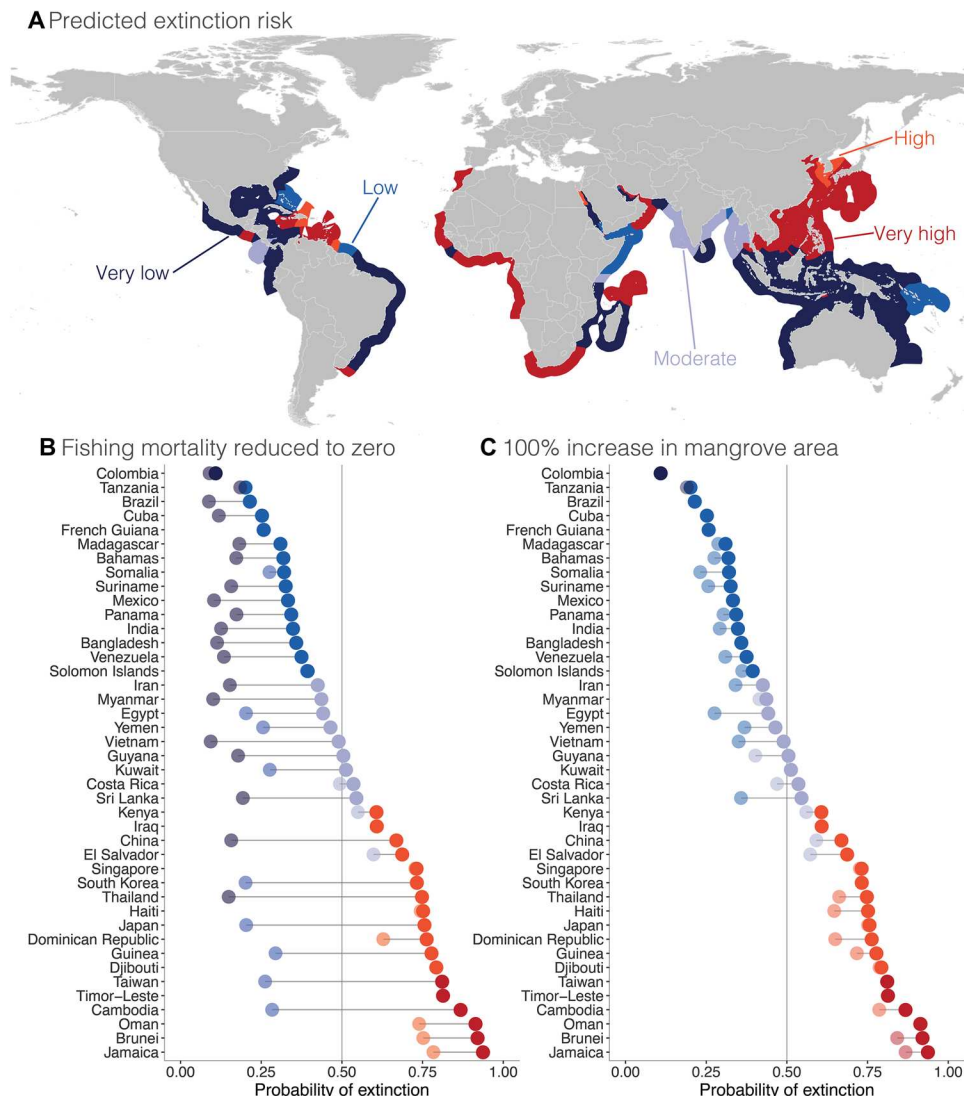 A Predicted extinction risk
High
Low
Very high
Very low
Moderate
B Fishing mortality reduced to zero
Colombia
Tanzania
Brazil
Cuba
French Guiana
Madagascar
Bahamas
Somalia
Suriname
Mexico
Panama
India
Bangladesh
Venezuela
Solomon Islands
Iran
Myanmar
Egypt
Yemen
Vietnam
Guyana
Kuwait
Costa Rica
Sri Lanka
Kenya
Iraq
China
El Salvador
Singapore
South Korea
Thailand
Haiti
Japan
Dominican Republic
Guinea
Djibouti
Taiwan
Timor−Leste
Cambodia
Oman
Brunei
Jamaica
0.00 0.25 0.50 0.75 1.00
Probability of extinction
C 100% increase in mangrove area
Colombia
Tanzania
Brazil
Cuba
French Guiana
Madagascar
Bahamas
Somalia
Suriname
Mexico
Panama
India
Bangladesh
Venezuela
Solomon Islands
Iran
Myanmar
Egypt
Yemen
Vietnam
Guyana
Kuwait
Costa Rica
Sri Lanka
Kenya
Iraq
China
El Salvador
Singapore
South Korea
Thailand
Haiti
Japan
Dominican Republic
Guinea
Djibouti
Taiwan
Timor−Leste
Cambodia
Oman
Brunei
Jamaica
0.00 0.25 0.50 0.75 1.00
Probability of extinction